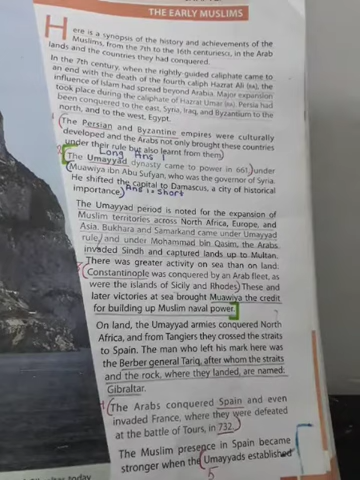 THE EARLY MUSLIMS
Here is a synopsis of the history and achievements of the
Muslims, from the 7th to the 16th centuries, in the Arab
lands and the countries they had conquered.
In the 7th century, when the rightly guided caliphate came to
an end with the death of the fourth caliph Hazrat Ali (RA), the
influence of Islam had spread beyond Arabia. Major expansion
took place during the caliphate of Hazrat Umar (RA). Persia had
been conquered to the east, Syria, Iraq, and Byzantium to the
north, and to the west, Egypt.
(The Persian and Byzantine empires were culturally
developed and the Arabs not only brought these countries
under their rule but also learnt from them)
Long Ans 1
The Umayyad dynasty came to power in 661) under
Muawiya ibn Abu Sufyan, who was the governor of Syria.
He shifted the capital to Damascus, a city of historical
importance) Ans 1= Short
The Umayyad period is noted for the expansion of
Muslim territories across North Africa, Europe, and
Asia. Bukhara and Samarkand came under Umayyad
rule/and under Mohammad bin Qasim, the Arabs
invaded Sindh and captured lands up to Multan.
There was greater activity on sea than on land:
(Constantinople was conquered by an Arab fleet, as
were the islands of Sicily and Rhodes) These and
later victories at sea brought Muawiya the credit
for building up Muslim naval power.]
On land, the Umayyad armies conquered North
Africa, and from Tangiers they crossed the straits
to Spain. The man who left his mark here was
the Berber general Tariq, after whom the straits
and the rock, where they landed, are named:
Gibraltar.
(The Arabs conquered Spain and even
invaded France, where they were defeated
at the battle of Tours, in 732.)
The Muslim presence in Spain became
stronger when the (Umayyads established
5
today